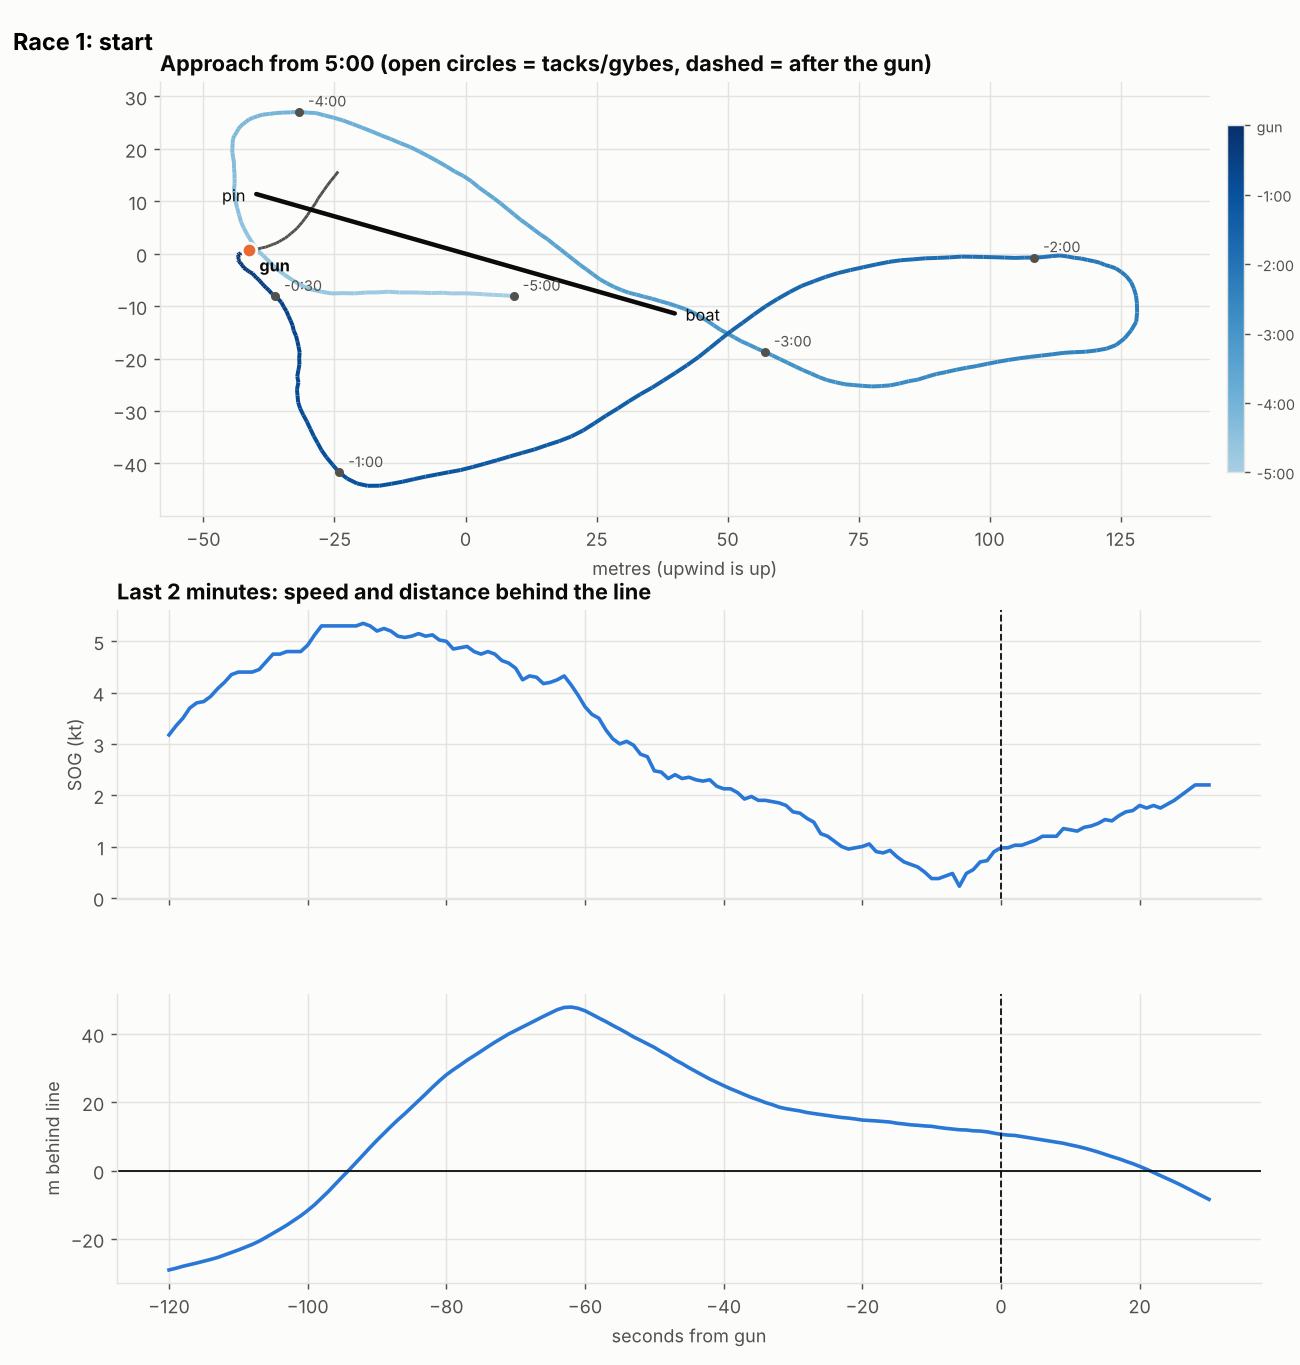 Race 1: start
Approach from 5:00 (open circles = tacks/gybes, dashed = after the gun)
30
20
10
0
−10
−20
−30
−40
-4:00
pin
gun
-0:30
-5:00
boat
-3:00
-2:00
-1:00
gun
-1:00
-2:00
-3:00
-4:00
-5:00
−50 −25 0 25 50 75 100 125
metres (upwind is up)
Last 2 minutes: speed and distance behind the line
SOG (kt)
5
4
3
2
1
0
m behind line
40
20
0
−20
−120 −100 −80 −60 −40 −20 0 20
seconds from gun